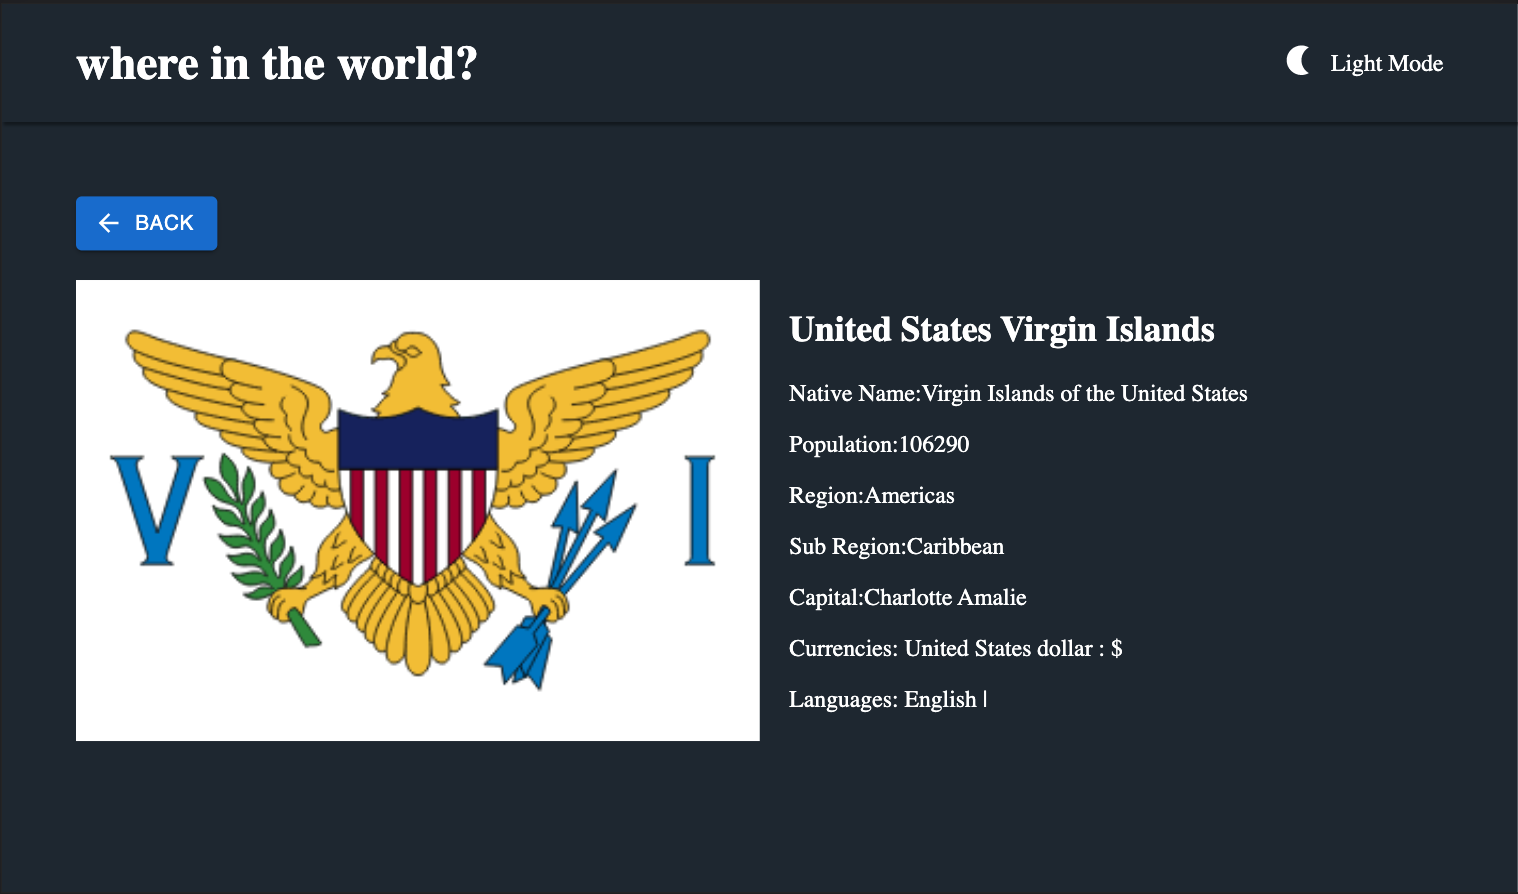 where in the world?
Light Mode
BACK
V I
United States Virgin Islands
Native Name:Virgin Islands of the United States
Population:106290
Region:Americas
Sub Region:Caribbean
Capital:Charlotte Amalie
Currencies: United States dollar : $
Languages: English |